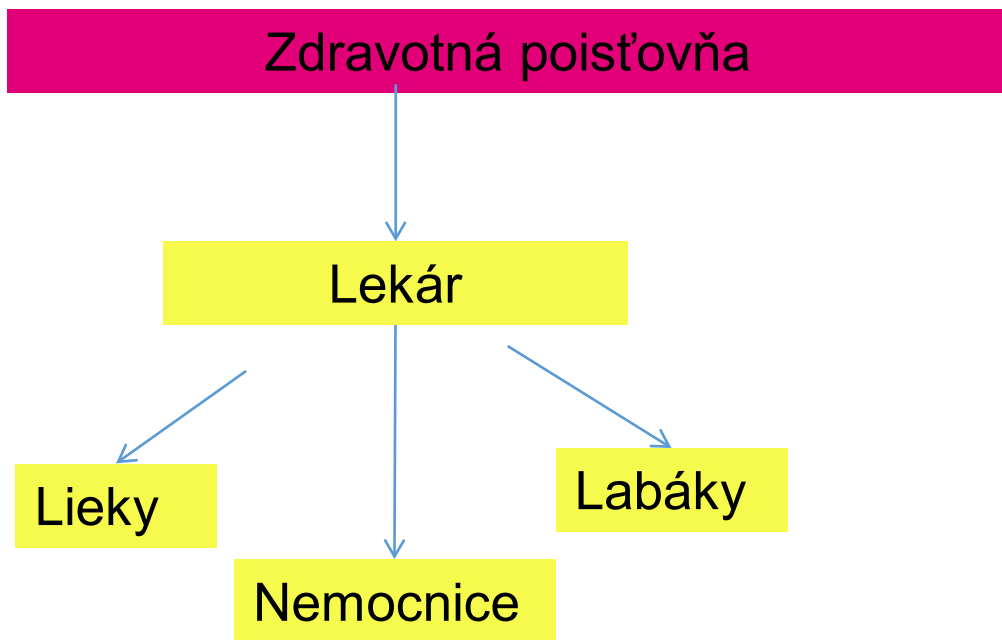 Zdravotná poisťovňa
Lekár
Lieky
Labáky
Nemocnice